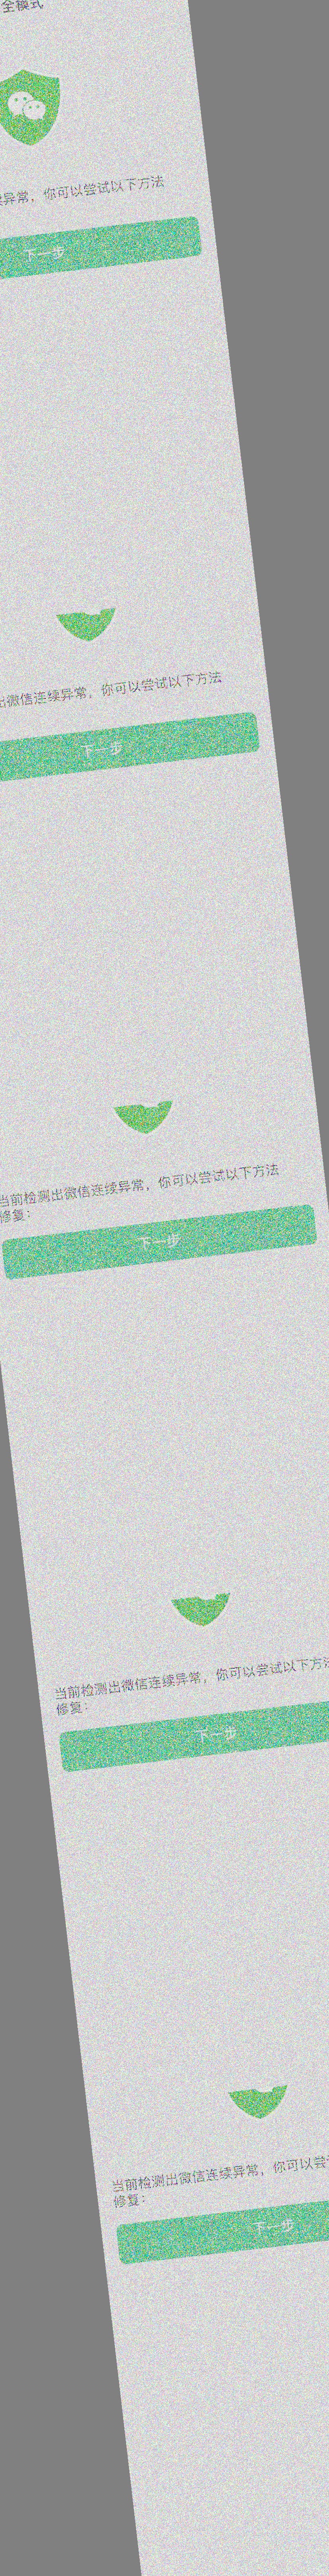 全模式
异常，你可以尝试以下方法
下一步
出微信连续异常，你可以尝试以下方法
下一步
当前检测出微信连续异常，你可以尝试以下方法
修复：
下一步
当前检测出微信连续异常，你可以尝试以下方法
修复：
下一步
当前检测出微信连续异常，你可以尝
修复：
下一步